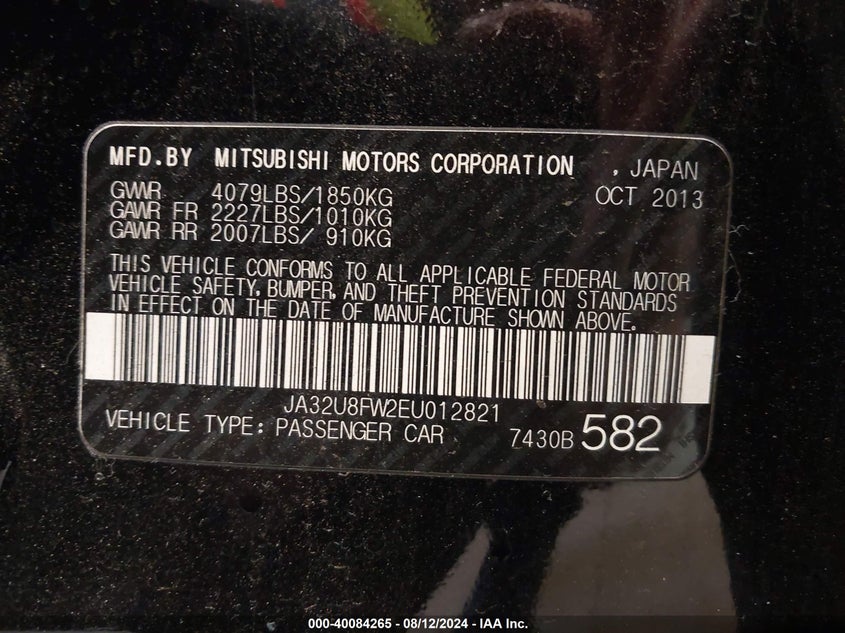 MFD.BY MITSUBISHI MOTORS CORPORATION , JAPAN
GVWR 4079LBS/1850KG OCT 2013
GAWR FR 2227LBS/1010KG
GAWR RR 2007LBS/ 910KG
THIS VEHICLE CONFORMS TO ALL APPLICABLE FEDERAL MOTOR
VEHICLE SAFETY, BUMPER, AND THEFT PREVENTION STANDARDS
IN EFFECT ON THE DATE OF MANUFACTURE SHOWN ABOVE.
JA32U8FW2EU012821
VEHICLE TYPE: PASSENGER CAR 7430B 582
000-40084265 - 08/12/2024 - IAA Inc.